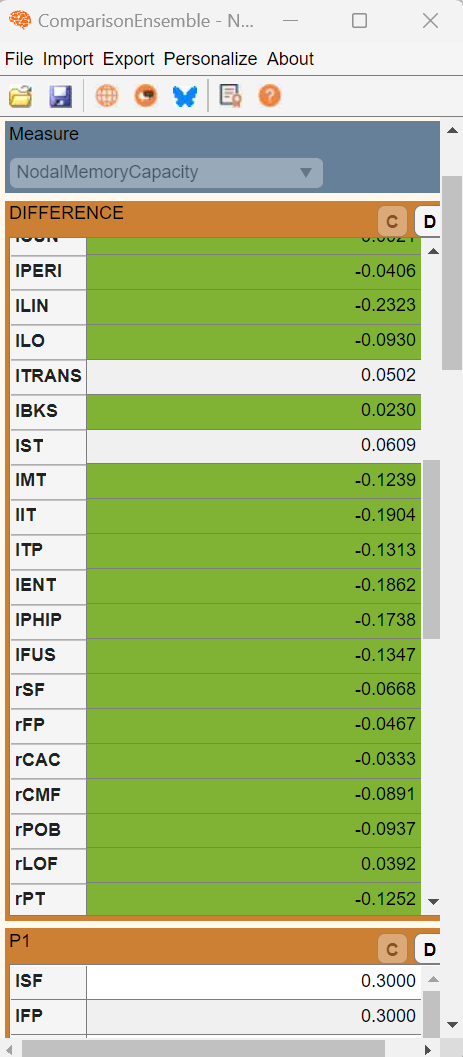 ComparisonEnsemble - N...
File Import Export Personalize About
Measure
NodalMemoryCapacity
DIFFERENCE C D
lPERI -0.0406
lLIN -0.2323
lLO -0.0930
lTRANS 0.0502
lBKS 0.0230
lST 0.0609
lMT -0.1239
lIT -0.1904
lTP -0.1313
lENT -0.1862
lPHIP -0.1738
lFUS -0.1347
rSF -0.0668
rFP -0.0467
rCAC -0.0333
rCMF -0.0891
rPOB -0.0937
rLOF 0.0392
rPT -0.1252
P1 C D
lSF 0.3000
lFP 0.3000